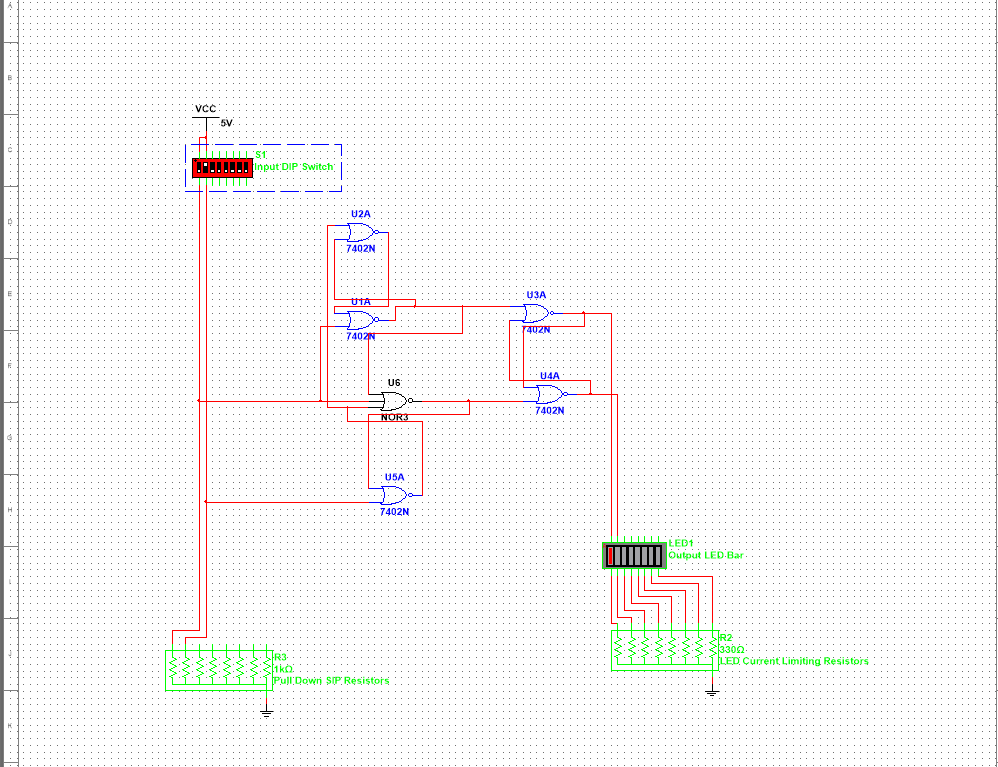 A
B
VCC
5V
C
S1
Input DIP Switch
D
U2A
7402N
E
U1A
U3A
7402N
7402N
F
U6
U4A
NOR3
7402N
G
U5A
7402N
H
LED1
Output LED Bar
I
R2
330Ω
LED Current Limiting Resistors
J
R3
1kΩ
Pull Down SIP Resistors
K